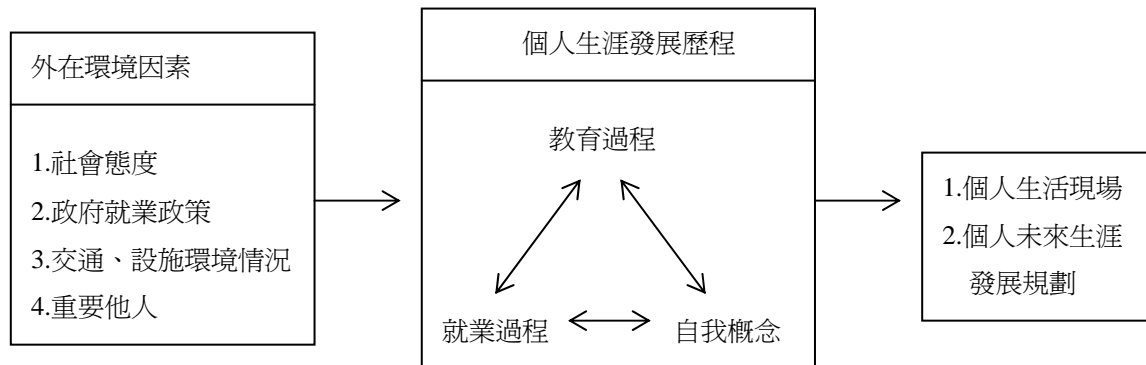 外在環境因素
1.社會態度
2.政府就業政策
3.交通、設施環境情況
4.重要他人
個人生涯發展歷程
教育過程
就業過程
自我概念
1.個人生活現場
2.個人未來生涯
發展規劃